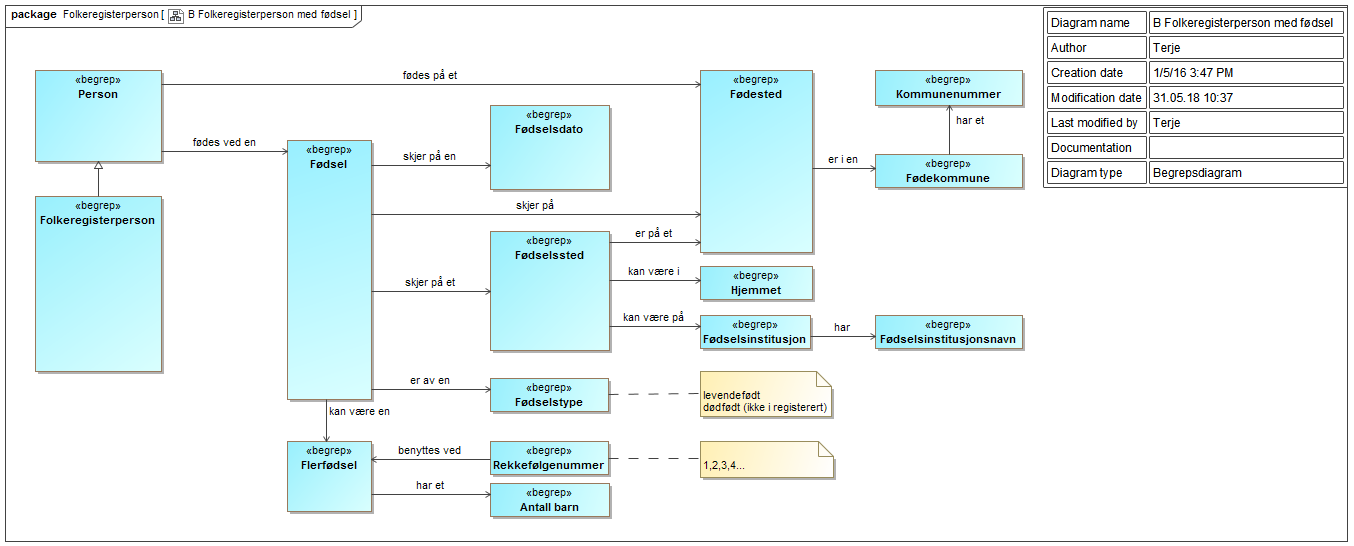 package Folkeregisterperson [ B Folkeregisterperson med fødsel ]
Diagram name B Folkeregisterperson med fødsel
Author Terje
Creation date 1/5/16 3:47 PM
Modification date 31.05.18 10:37
Last modified by Terje
Documentation
Diagram type Begrepsdiagram
«begrep»
Person
fødes på et
«begrep»
Fødested
«begrep»
Kommunenummer
har et
«begrep»
Fødselsdato
fødes ved en
«begrep»
Fødsel
skjer på en
er i en
«begrep»
Fødekommune
«begrep»
Folkeregisterperson
skjer på
«begrep»
Fødselssted
er på et
skjer på et
kan være i
«begrep»
Hjemmet
kan være på
«begrep»
Fødselsinstitusjon
har
«begrep»
Fødselsinstitusjonsnavn
er av en
«begrep»
Fødselstype
levendefødt
dødfødt (ikke i registerert)
kan være en
«begrep»
Flerfødsel
benyttes ved
«begrep»
Rekkefølgenummer
1,2,3,4...
har et
«begrep»
Antall barn